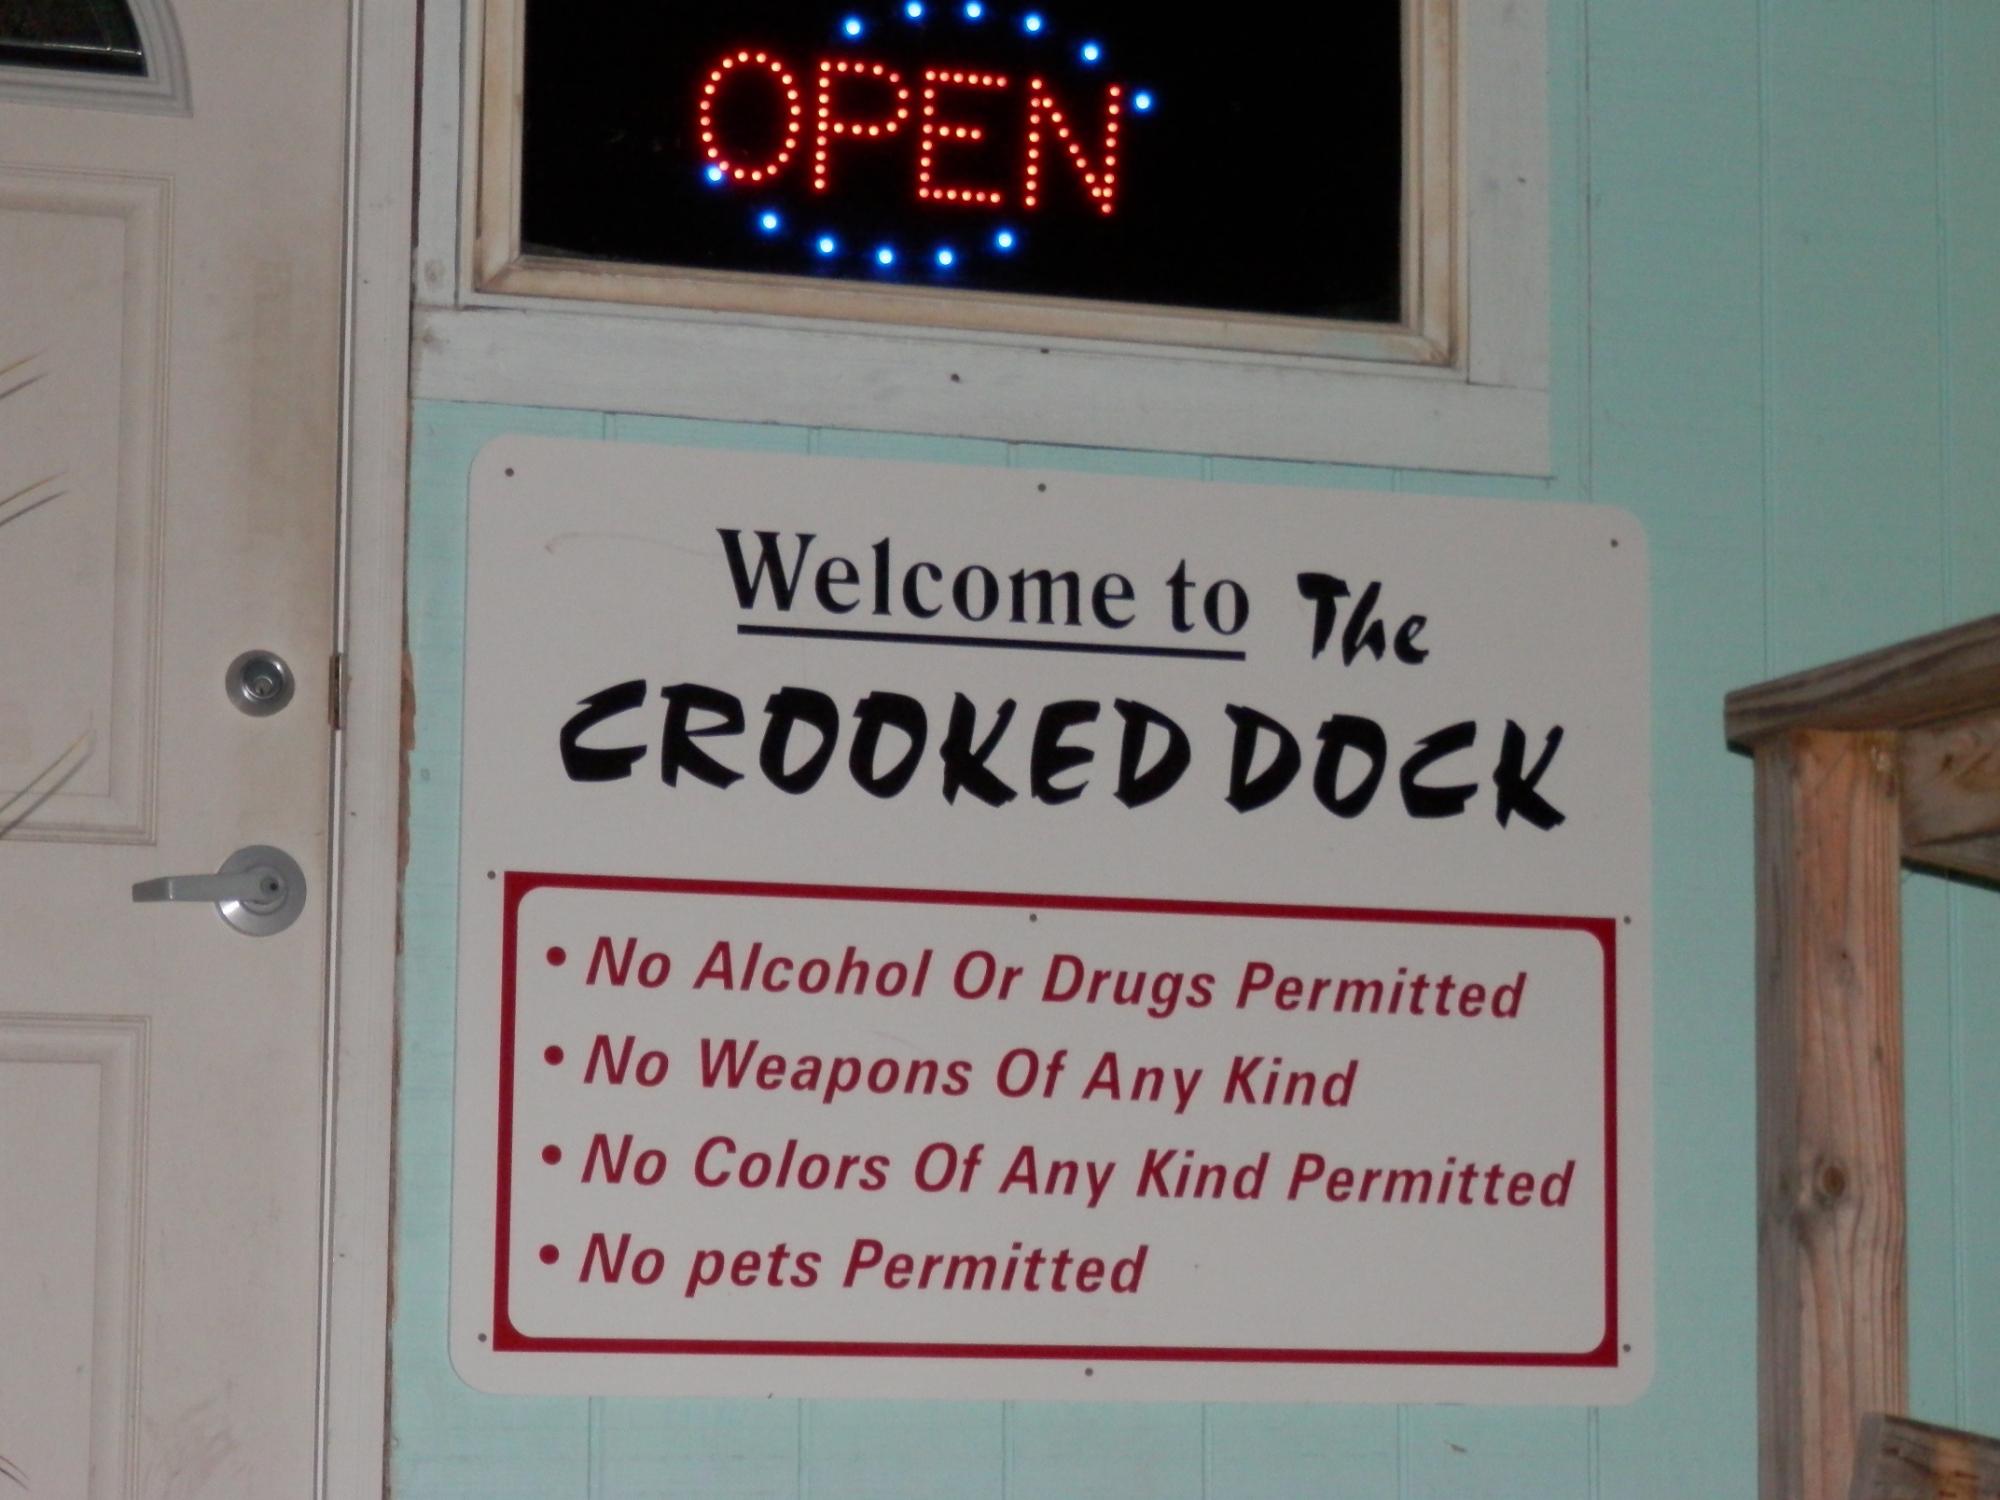 OPEN
Welcome to The
CROOKED DOCK
• No Alcohol Or Drugs Permitted
• No Weapons Of Any Kind
• No Colors Of Any Kind Permitted
• No pets Permitted